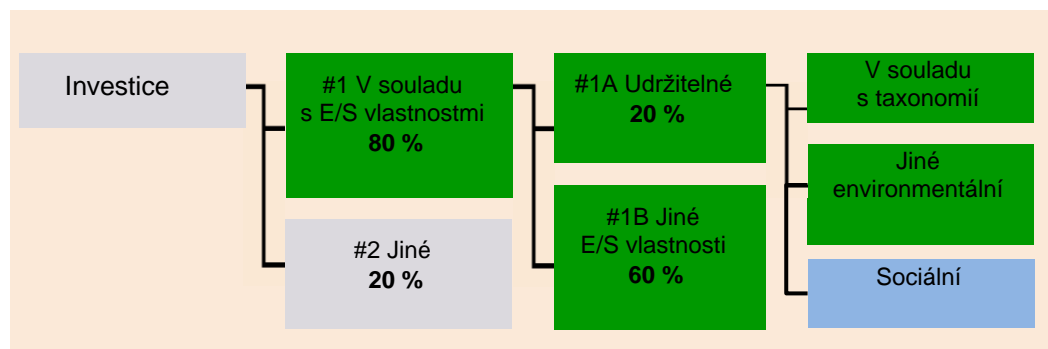 Investice
#1 V souladu
s E/S vlastnostmi
80 %
#2 Jiné
20 %
#1A Udržitelné
20 %
#1B Jiné
E/S vlastnosti
60 %
V souladu
s taxonomií
Jiné
environmentální
Sociální